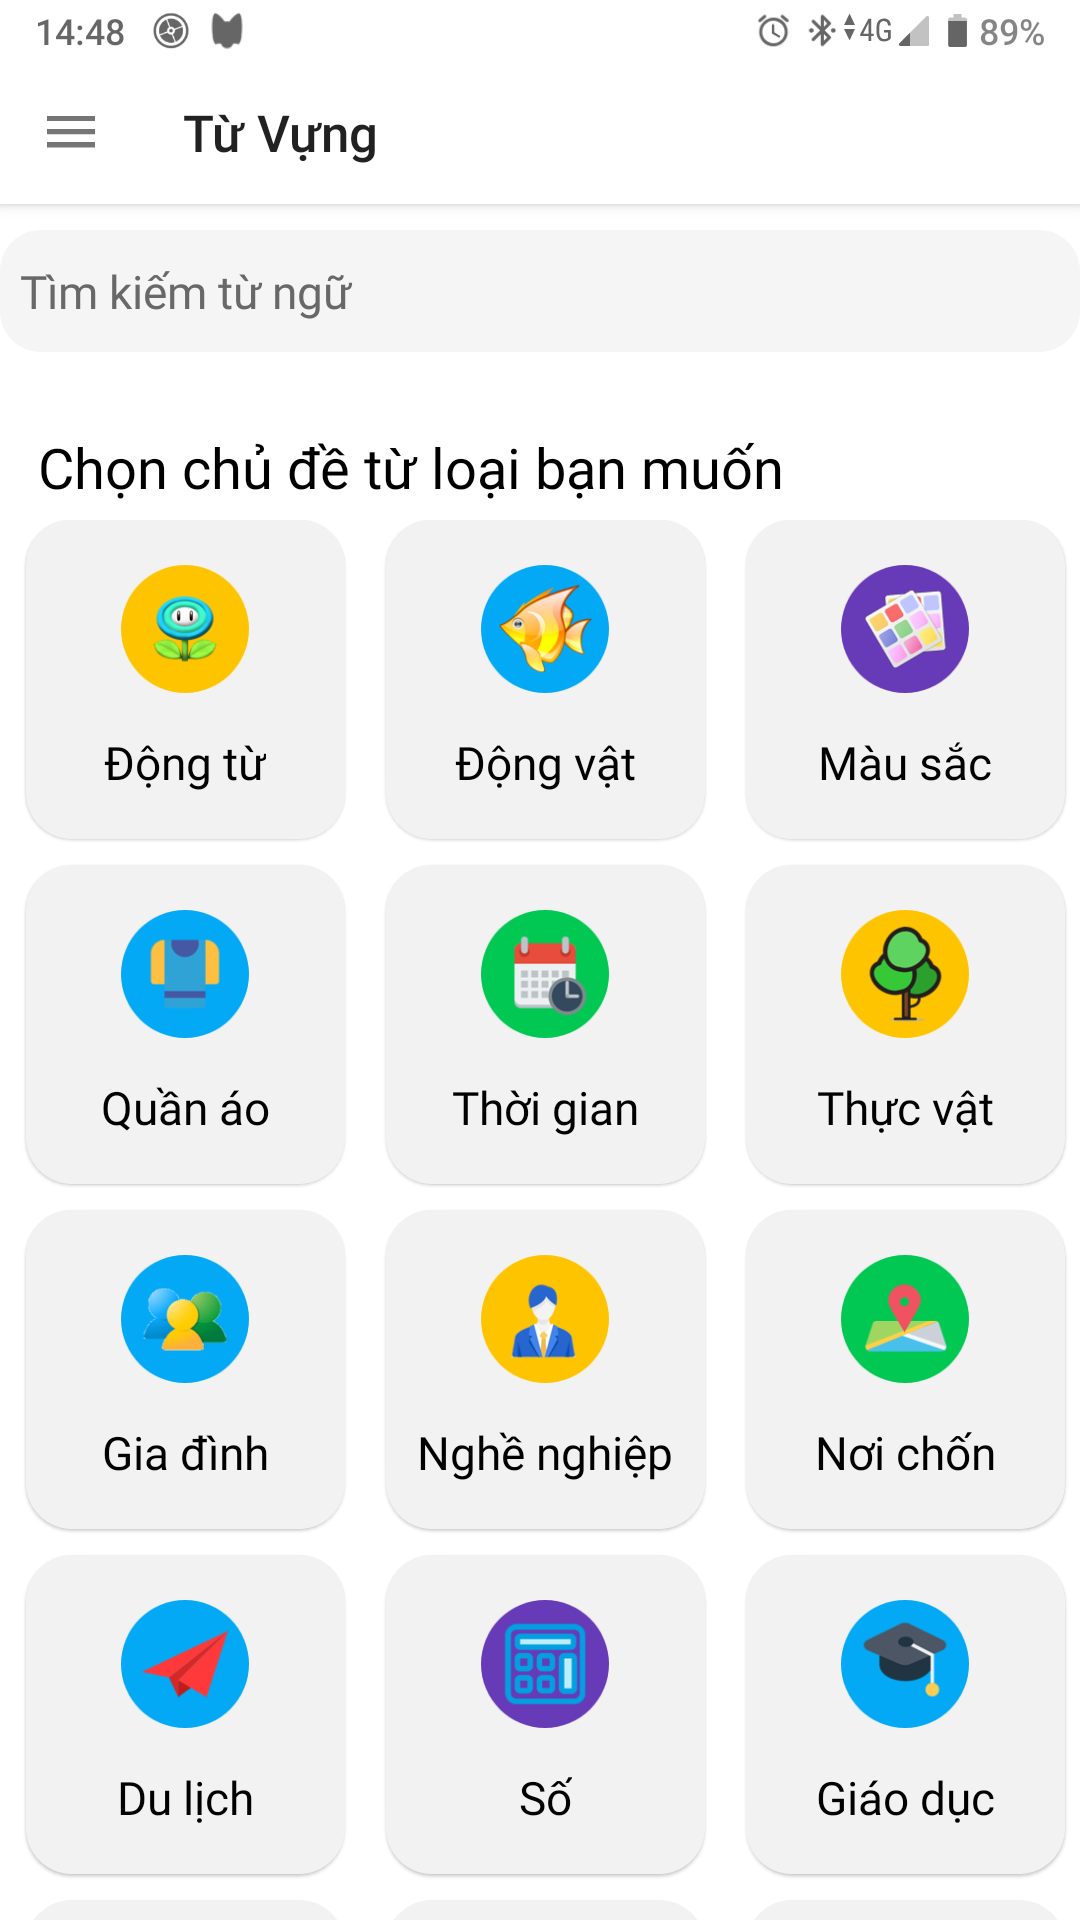 14:48 4G 89%
Từ Vựng
Tìm kiếm từ ngữ
Chọn chủ đề từ loại bạn muốn
Động từ Động vật Màu sắc
Quần áo Thời gian Thực vật
Gia đình Nghề nghiệp Nơi chốn
Du lịch Số Giáo dục